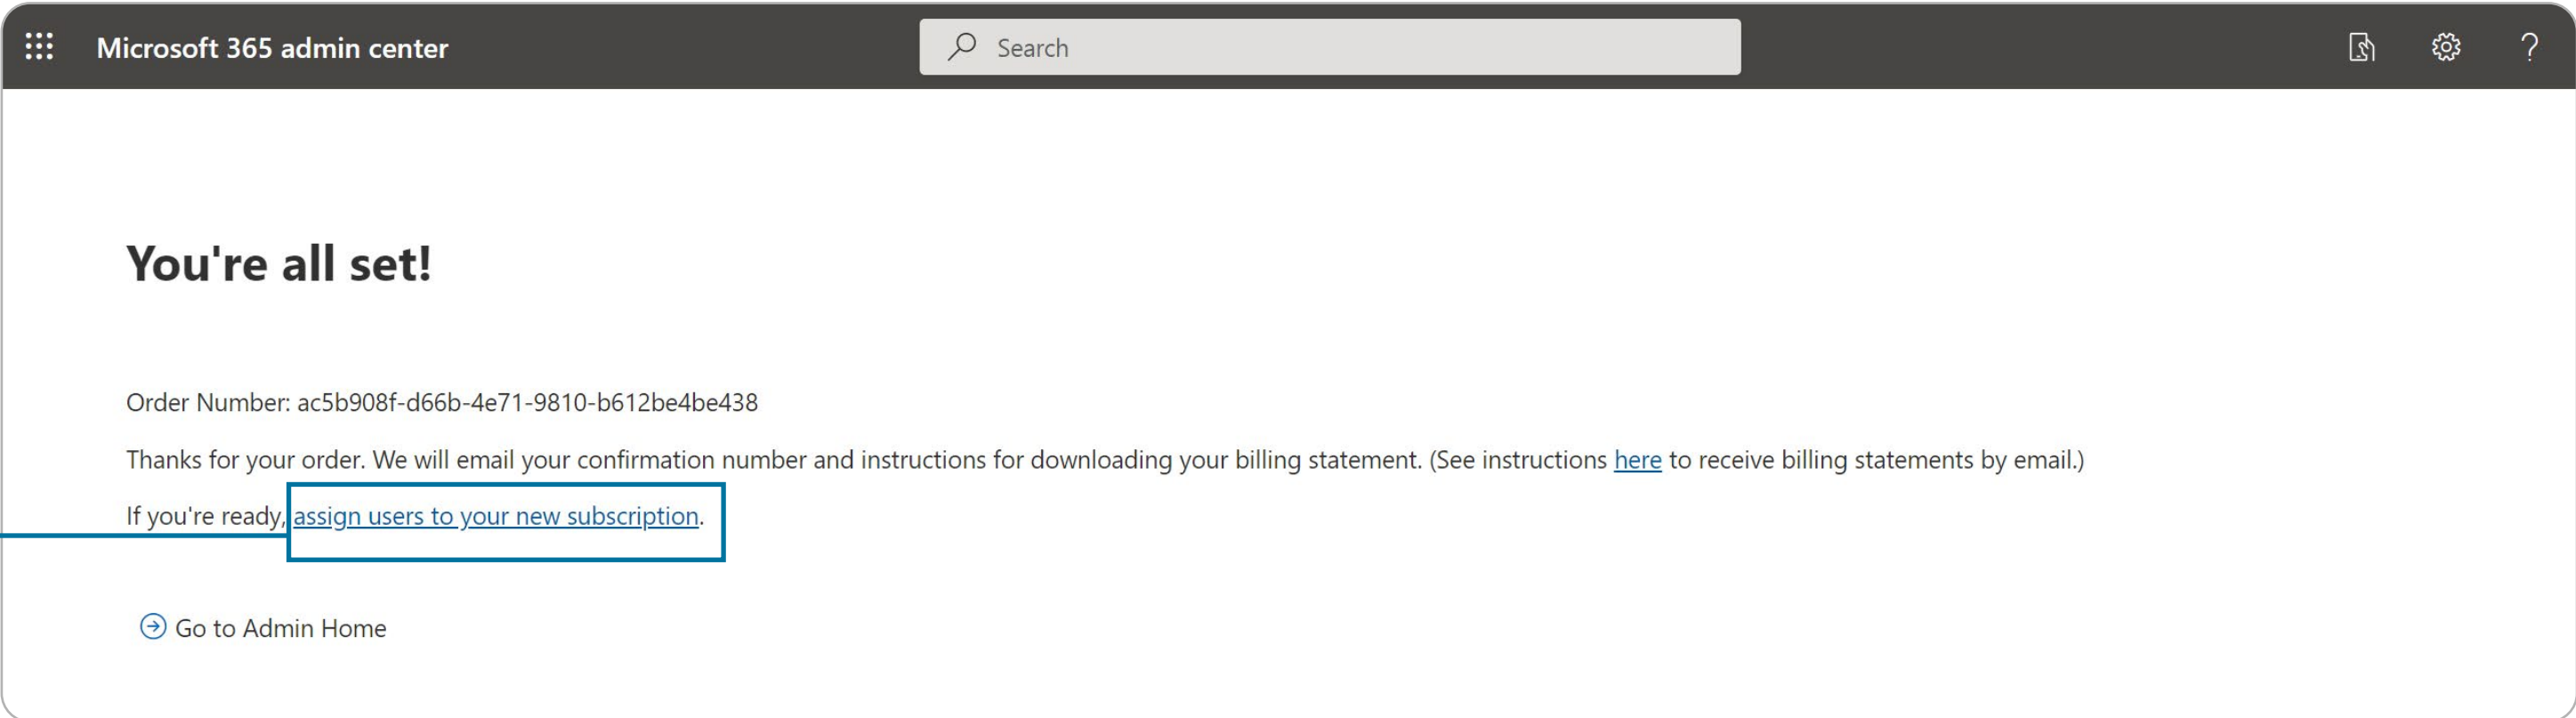 Microsoft 365 admin center
Search
You're all set!
Order Number: ac5b908f-d66b-4e71-9810-b612be4be438
Thanks for your order. We will email your confirmation number and instructions for downloading your billing statement. (See instructions here to receive billing statements by email.)
If you're ready, assign users to your new subscription.
Go to Admin Home